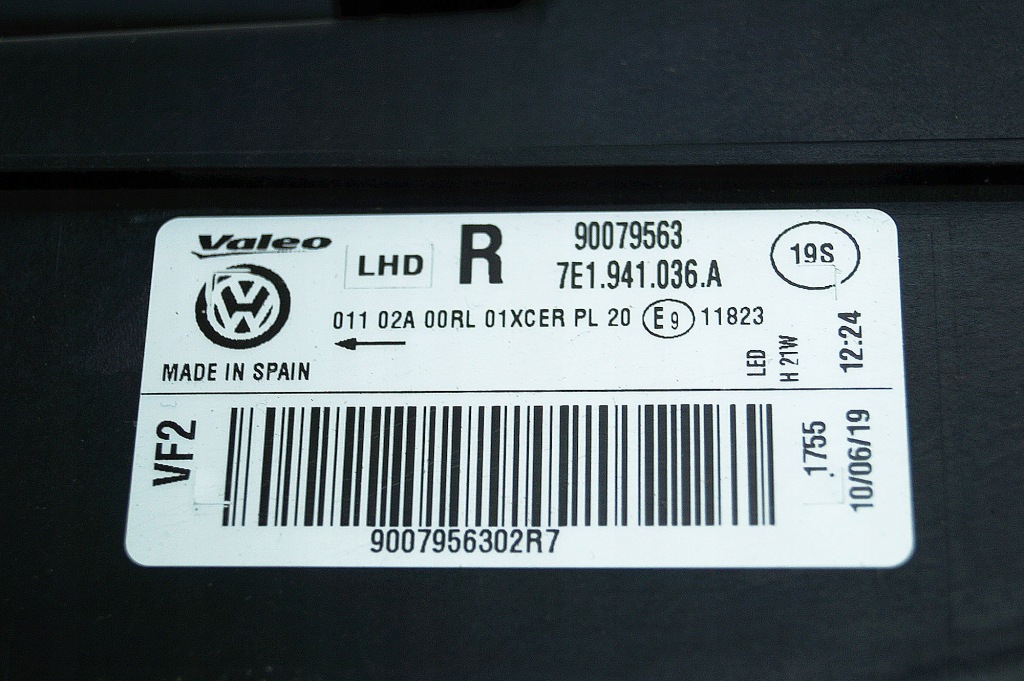 Valeo
LHD
R
90079563
7E1.941.036.A
19S
011 02A 00RL 01XCER PL 20 E9 11823
MADE IN SPAIN
LED
H 21W
12:24
VF2
1755
10/06/19
9007956302R7